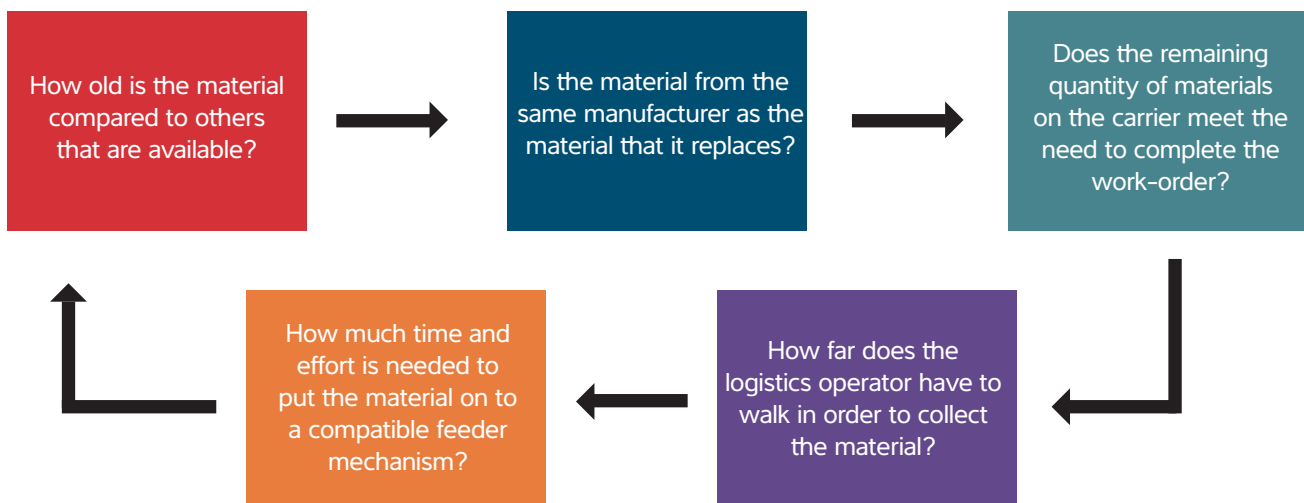 How old is the material
compared to others
that are available?
Is the material from the
same manufacturer as the
material that it replaces?
Does the remaining
quantity of materials
on the carrier meet the
need to complete the
work-order?
How far does the
logistics operator have to
walk in order to collect
the material?
How much time and
effort is needed to
put the material on to
a compatible feeder
mechanism?